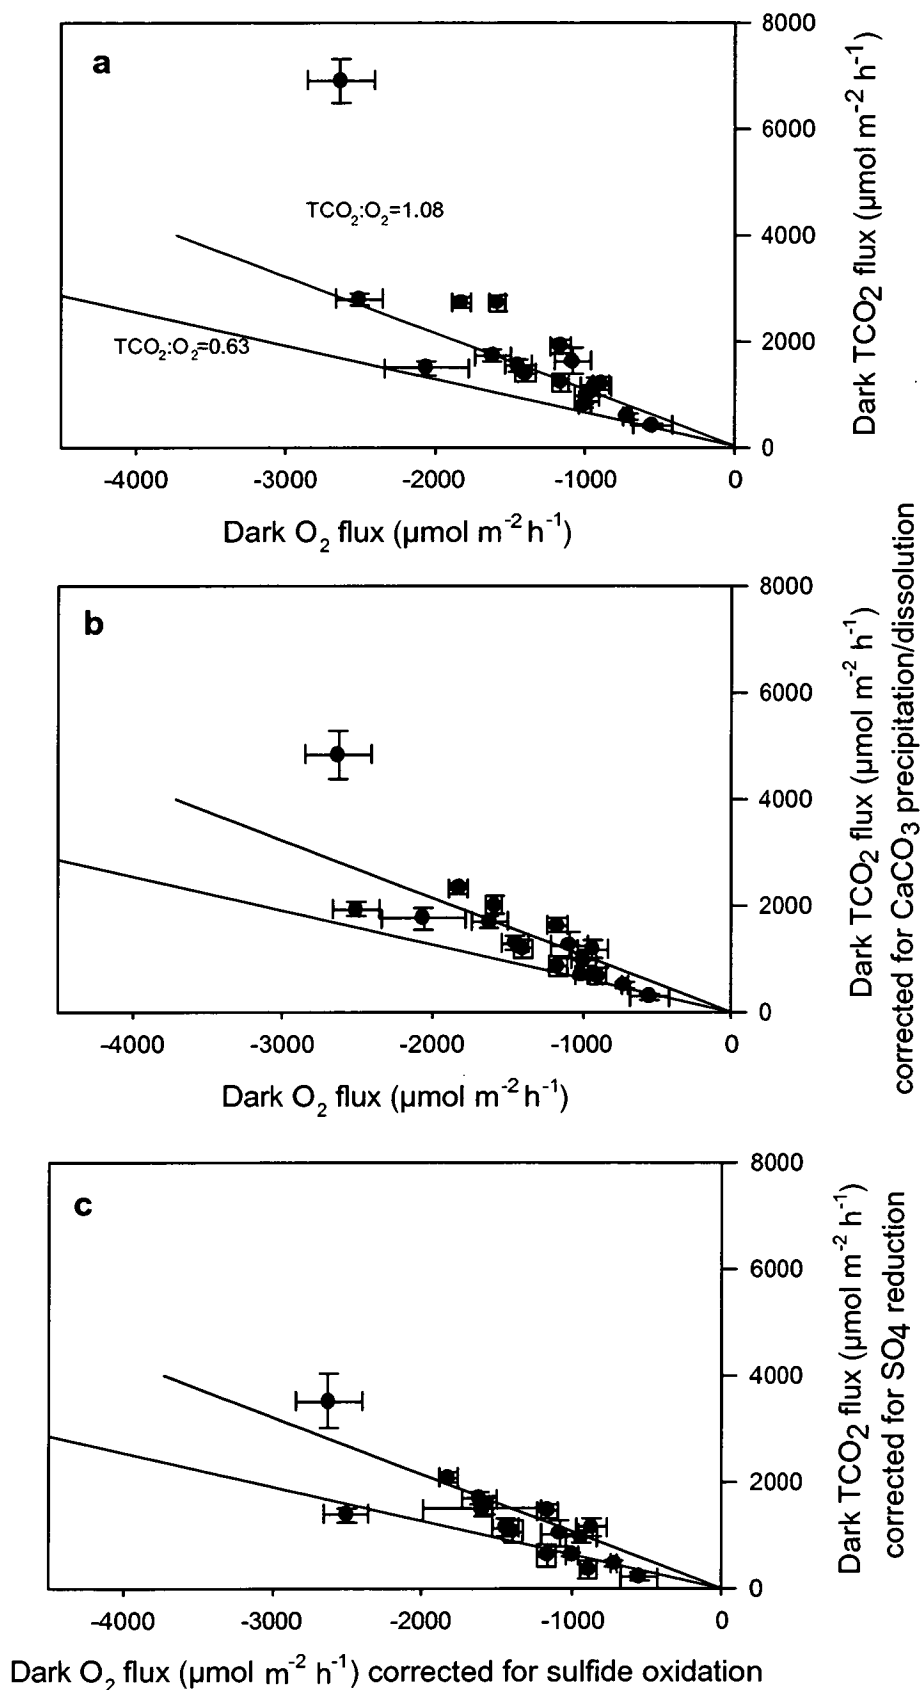 a
8000
6000
4000
2000
0
TCO2:O2=1.08
TCO2:O2=0.63
-4000 -3000 -2000 -1000 0
Dark O2 flux (µmol m-2 h-1)
Dark TCO2 flux (µmol m-2 h-1)
b
8000
6000
4000
2000
0
-4000 -3000 -2000 -1000 0
Dark O2 flux (µmol m-2 h-1)
Dark TCO2 flux (µmol m-2 h-1)
corrected for CaCO3 precipitation/dissolution
c
8000
6000
4000
2000
0
-4000 -3000 -2000 -1000 0
Dark O2 flux (µmol m-2 h-1) corrected for sulfide oxidation
Dark TCO2 flux (µmol m-2 h-1)
corrected for SO4 reduction